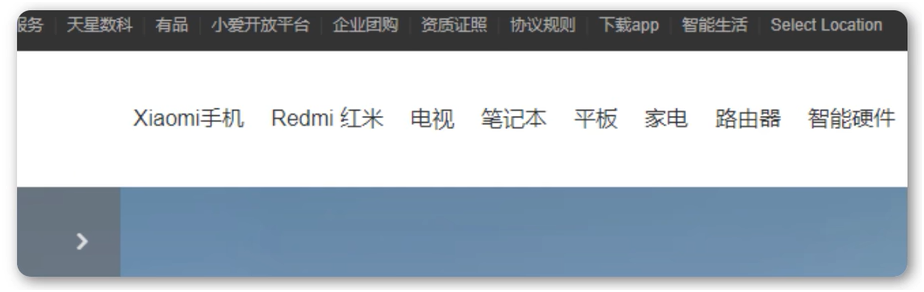 服务 天星数科 有品 小爱开放平台 企业团购 资质证照 协议规则 下载app 智能生活 Select Location
Xiaomi手机 Redmi 红米 电视 笔记本 平板 家电 路由器 智能硬件